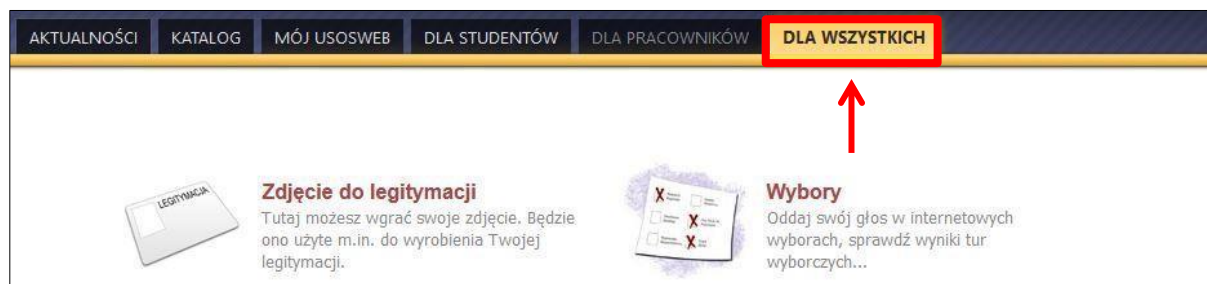 AKTUALNOŚCI KATALOG MÓJ USOSWEB DLA STUDENTÓW DLA PRACOWNIKÓW DLA WSZYSTKICH
LEGITYMACJA
Zdjęcie do legitymacji
Tutaj możesz wgrać swoje zdjęcie. Będzie
ono użyte m.in. do wyrobienia Twojej
legitymacji.
Wybory
Oddaj swój głos w internetowych
wyborach, sprawdź wyniki tur
wyborczych...